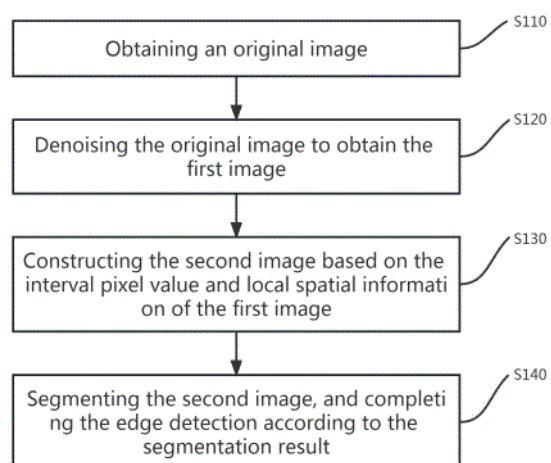 S110
Obtaining an original image
S120
Denoising the original image to obtain the
first image
S130
Constructing the second image based on the
interval pixel value and local spatial informati
on of the first image
S140
Segmenting the second image, and completi
ng the edge detection according to the
segmentation result